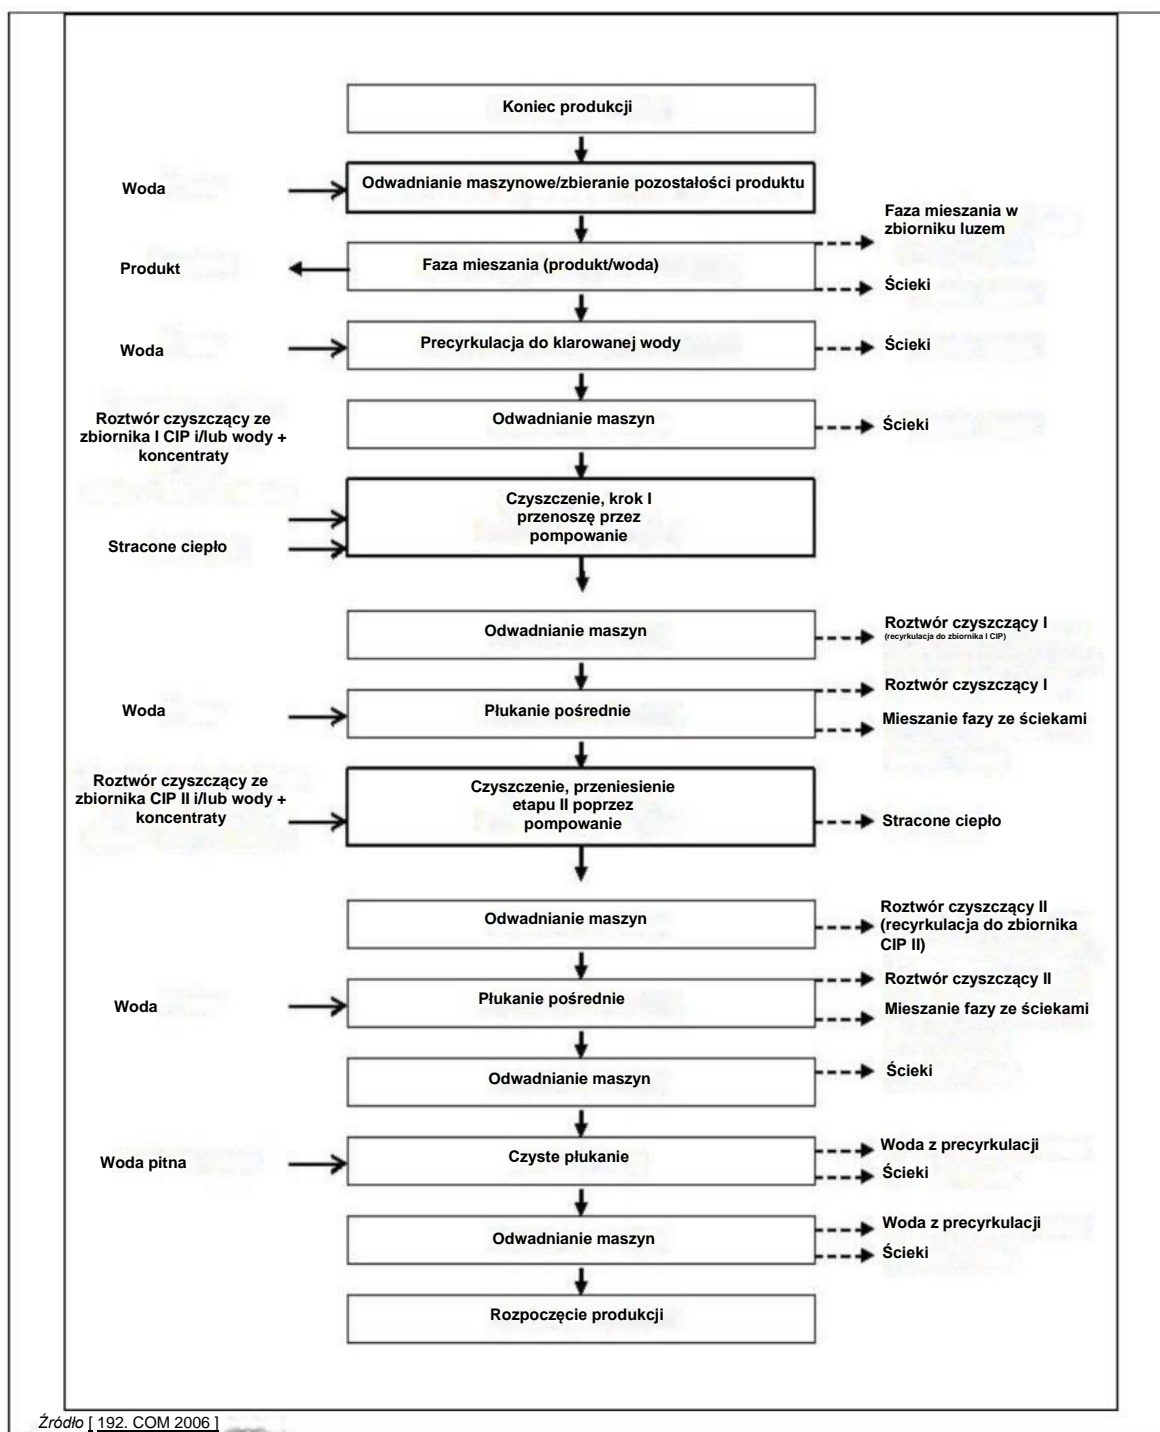 Koniec produkcji
Woda
Odwadnianie maszynowe/zbieranie pozostałości produktu
Faza mieszania w
zbiorniku luzem
Produkt
Faza mieszania (produkt/woda)
Ścieki
Woda
Precyrkulacja do klarowanej wody
Ścieki
Roztwór czyszczący ze
zbiornika I CIP i/lub wody +
koncentraty
Odwadnianie maszyn
Ścieki
Czyszczenie, krok I
przenoszę przez
pompowanie
Stracone ciepło
Odwadnianie maszyn
Roztwór czyszczący I
(recyrkulacja do zbiornika I CIP)
Roztwór czyszczący I
Woda
Płukanie pośrednie
Mieszanie fazy ze ściekami
Roztwór czyszczący ze
zbiornika CIP II i/lub wody +
koncentraty
Czyszczenie, przeniesienie
etapu II poprzez
pompowanie
Stracone ciepło
Odwadnianie maszyn
Roztwór czyszczący II
(recyrkulacja do zbiornika
CIP II)
Roztwór czyszczący II
Woda
Płukanie pośrednie
Mieszanie fazy ze ściekami
Odwadnianie maszyn
Ścieki
Woda pitna
Czyste płukanie
Woda z precyrkulacji
Ścieki
Odwadnianie maszyn
Woda z precyrkulacji
Ścieki
Rozpoczęcie produkcji
Źródło [ 192. COM 2006 ]